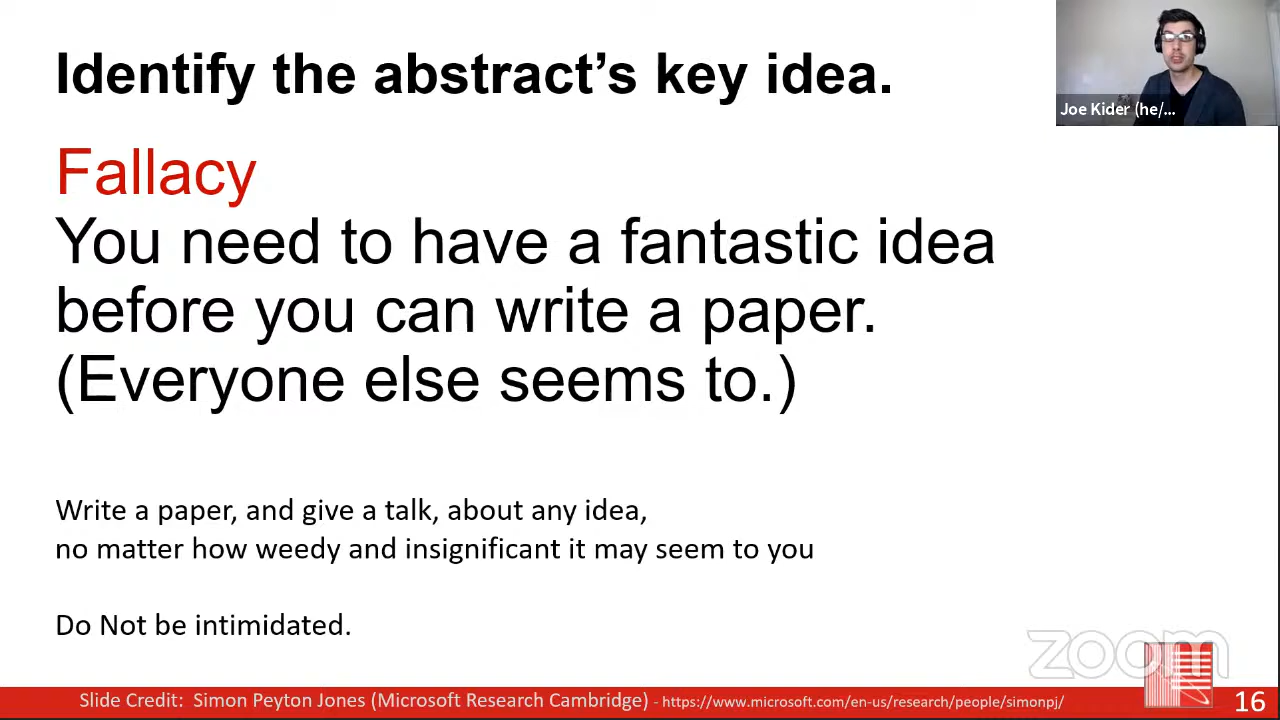 Identify the abstract’s key idea.
Joe Kider (he/...
Fallacy
You need to have a fantastic idea
before you can write a paper.
(Everyone else seems to.)
Write a paper, and give a talk, about any idea,
no matter how weedy and insignificant it may seem to you
Do Not be intimidated.
zoom
Slide Credit: Simon Peyton Jones (Microsoft Research Cambridge) - https://www.microsoft.com/en-us/research/people/simonpj/
16